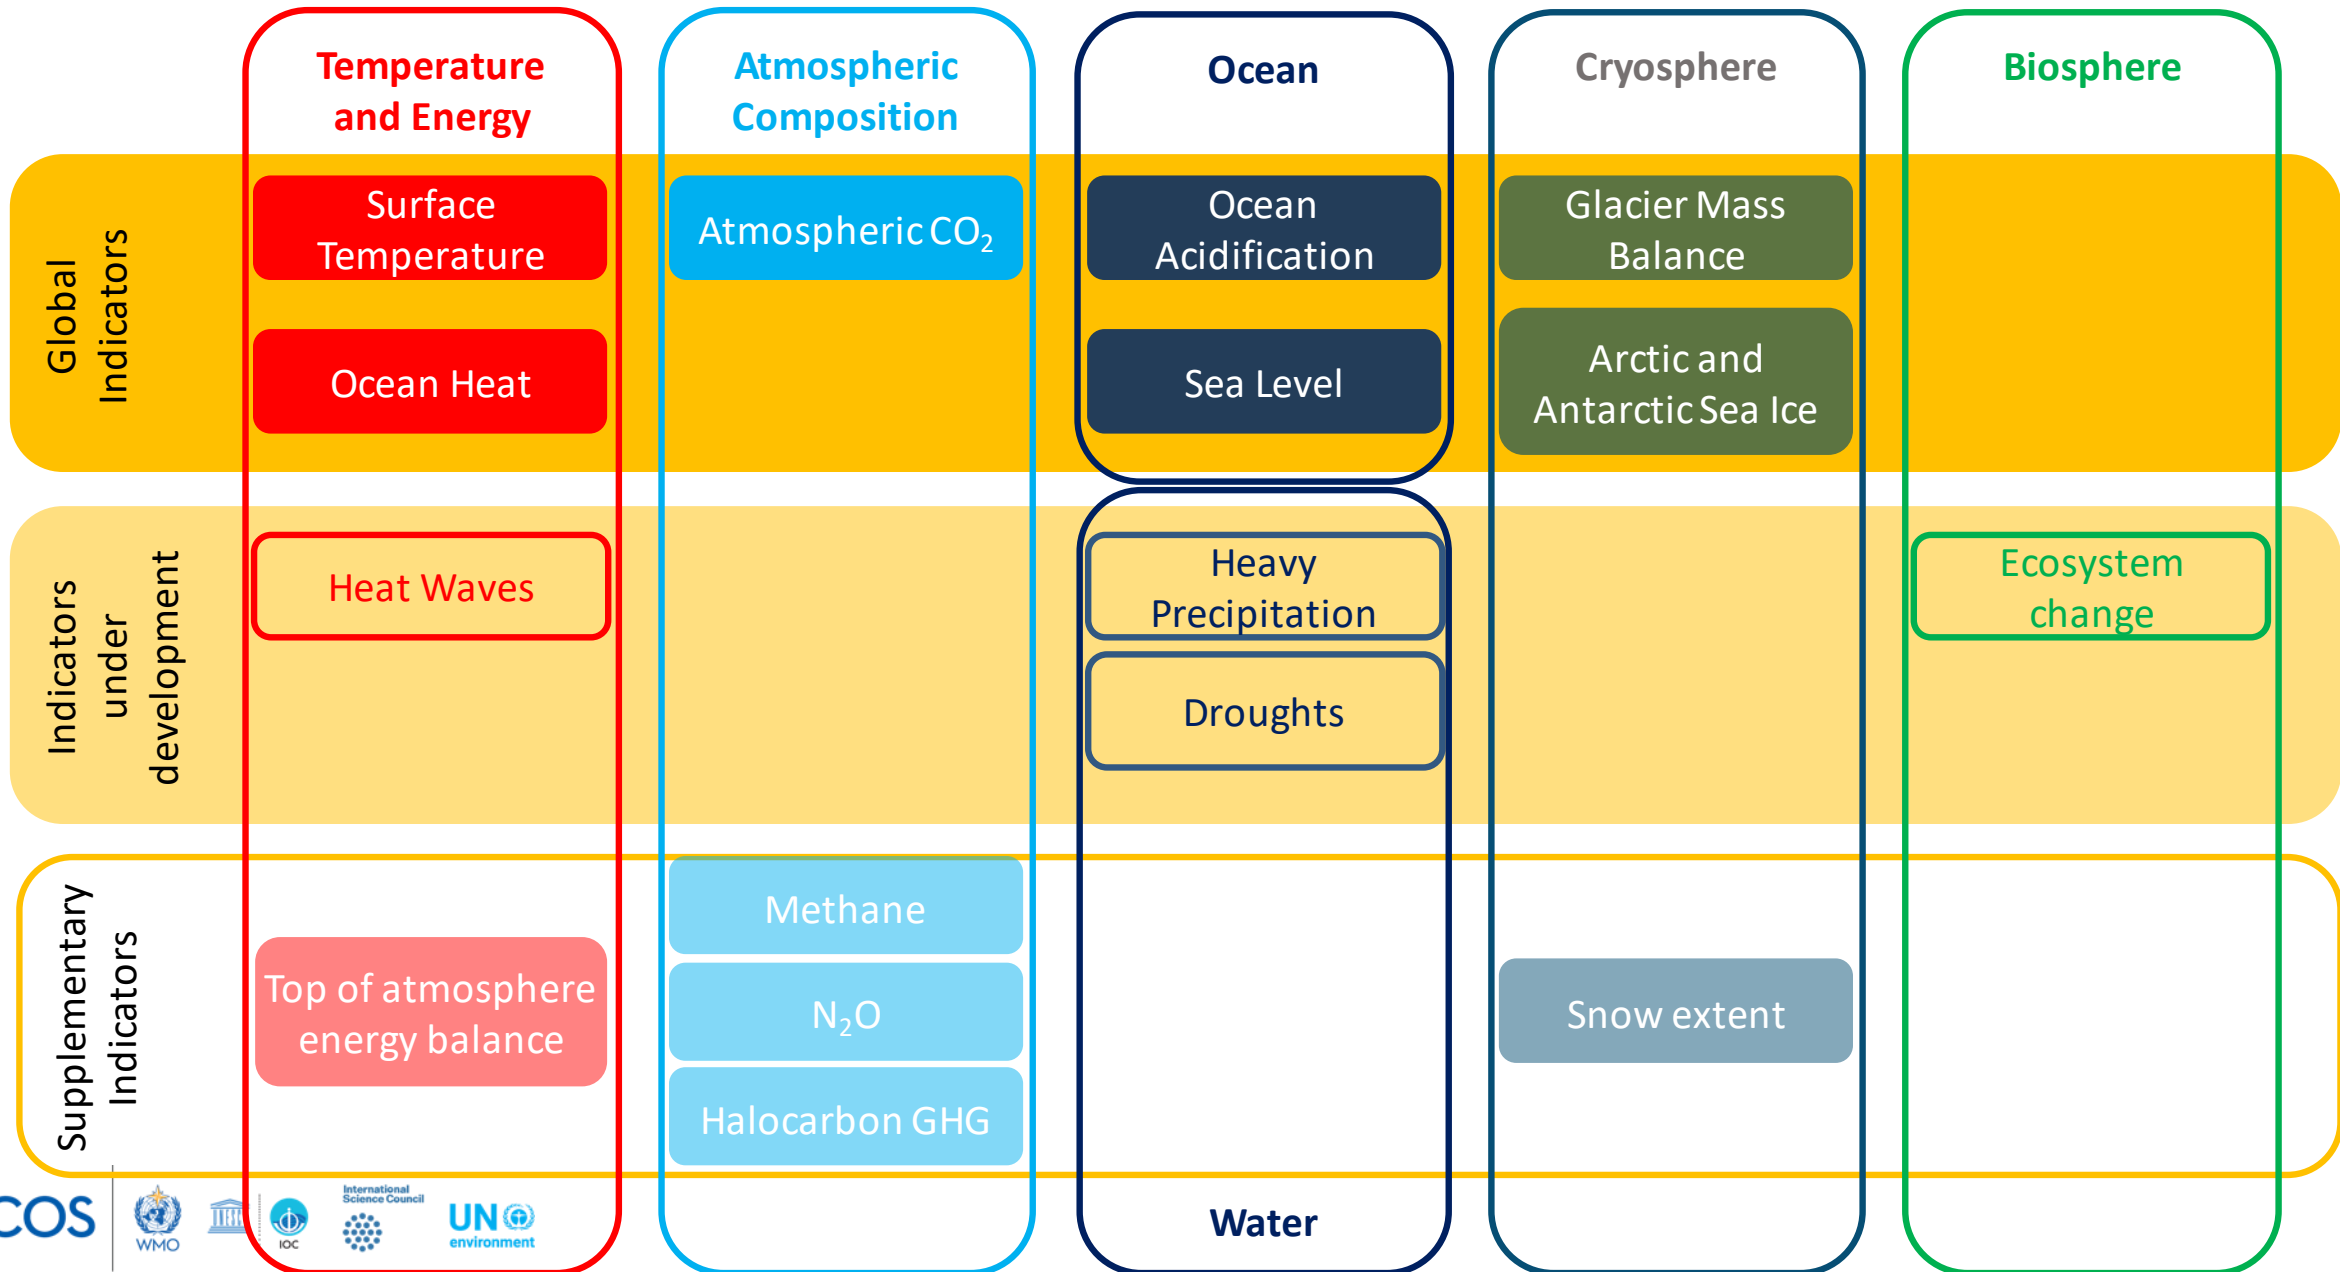 Temperature
and Energy
Atmospheric
Composition
Ocean
Cryosphere
Biosphere
Global
Indicators
Surface
Temperature
Atmospheric CO₂
Ocean
Acidification
Glacier Mass
Balance
Ocean Heat
Sea Level
Arctic and
Antarctic Sea Ice
Indicators
under
development
Heat Waves
Heavy
Precipitation
Ecosystem
change
Droughts
Supplementary
Indicators
Top of atmosphere
energy balance
Methane
N₂O
Halocarbon GHG
Snow extent
COS
WMO
IOC
International
Science Council
UN
environment
Water